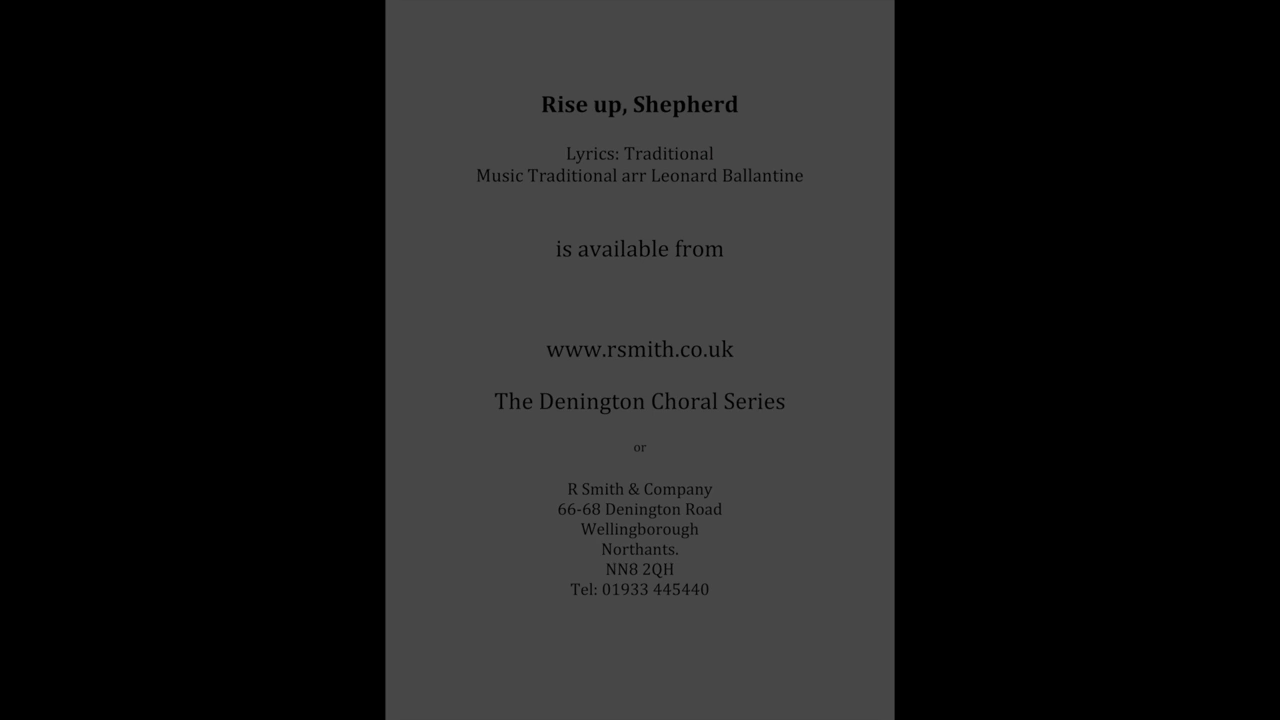 Rise up, Shepherd
Lyrics: Traditional
Music Traditional arr Leonard Ballantine
is available from
www.rsmith.co.uk
The Denington Choral Series
or
R Smith & Company
66-68 Denington Road
Wellingborough
Northants.
NN8 2QH
Tel: 01933 445440